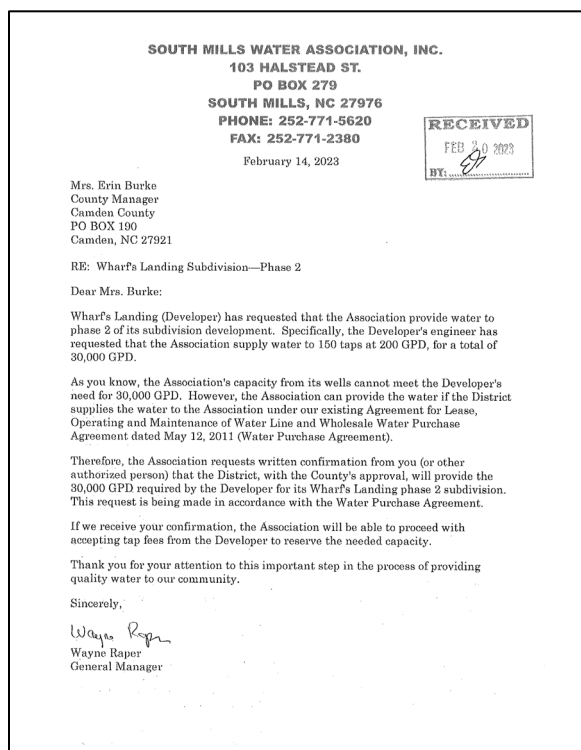 SOUTH MILLS WATER ASSOCIATION, INC.
103 HALSTEAD ST.
PO BOX 279
SOUTH MILLS, NC 27976
PHONE: 252-771-5620
FAX: 252-771-2380
RECEIVED
FEB 20 2023
BY:
February 14, 2023
Mrs. Erin Burke
County Manager
Camden County
PO BOX 190
Camden, NC 27921
RE: Wharf's Landing Subdivision—Phase 2
Dear Mrs. Burke:
Wharf's Landing (Developer) has requested that the Association provide water to
phase 2 of its subdivision development. Specifically, the Developer's engineer has
requested that the Association supply water to 150 taps at 200 GPD, for a total of
30,000 GPD.
As you know, the Association's capacity from its wells cannot meet the Developer's
need for 30,000 GPD. However, the Association can provide the water if the District
supplies the water to the Association under our existing Agreement for Lease,
Operating and Maintenance of Water Line and Wholesale Water Purchase
Agreement dated May 12, 2011 (Water Purchase Agreement).
Therefore, the Association requests written confirmation from you (or other
authorized person) that the District, with the County's approval, will provide the
30,000 GPD required by the Developer for its Wharf's Landing phase 2 subdivision.
This request is being made in accordance with the Water Purchase Agreement.
If we receive your confirmation, the Association will be able to proceed with
accepting tap fees from the Developer to reserve the needed capacity.
Thank you for your attention to this important step in the process of providing
quality water to our community.
Sincerely,
Wayne Raper
Wayne Raper
General Manager